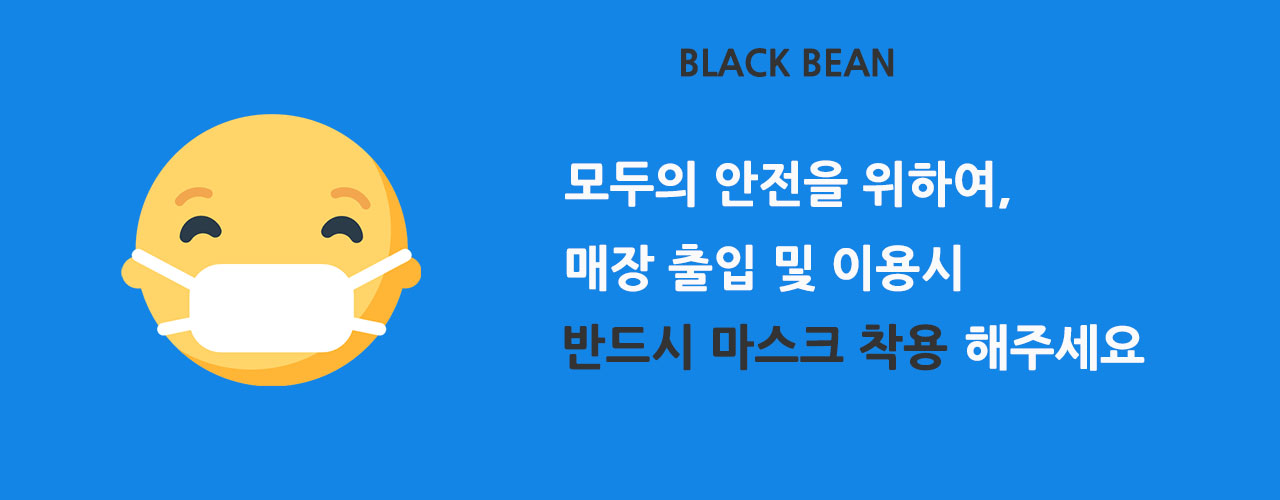 BLACK BEAN
모두의 안전을 위하여,
매장 출입 및 이용시
반드시 마스크 착용 해주세요